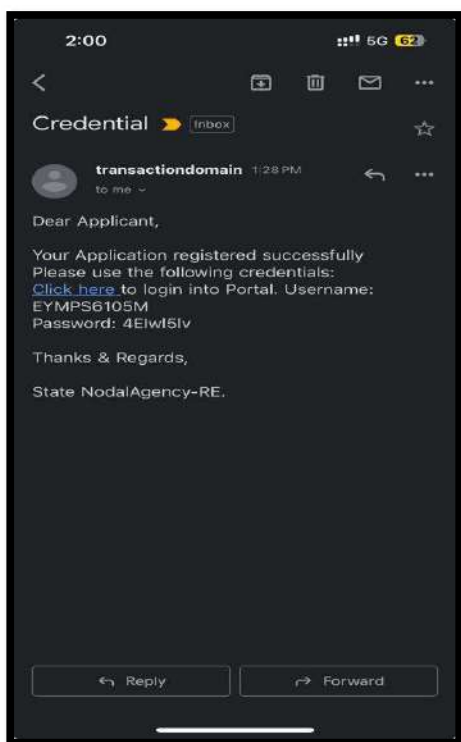 2:00 5G 62
Credential Inbox
transactiondomain 1:28 PM
to me
Dear Applicant,
Your Application registered successfully
Please use the following credentials:
Click here to login into Portal. Username:
EYMPS6105M
Password: 4EIwl5Iv
Thanks & Regards,
State NodalAgency-RE.
Reply Forward